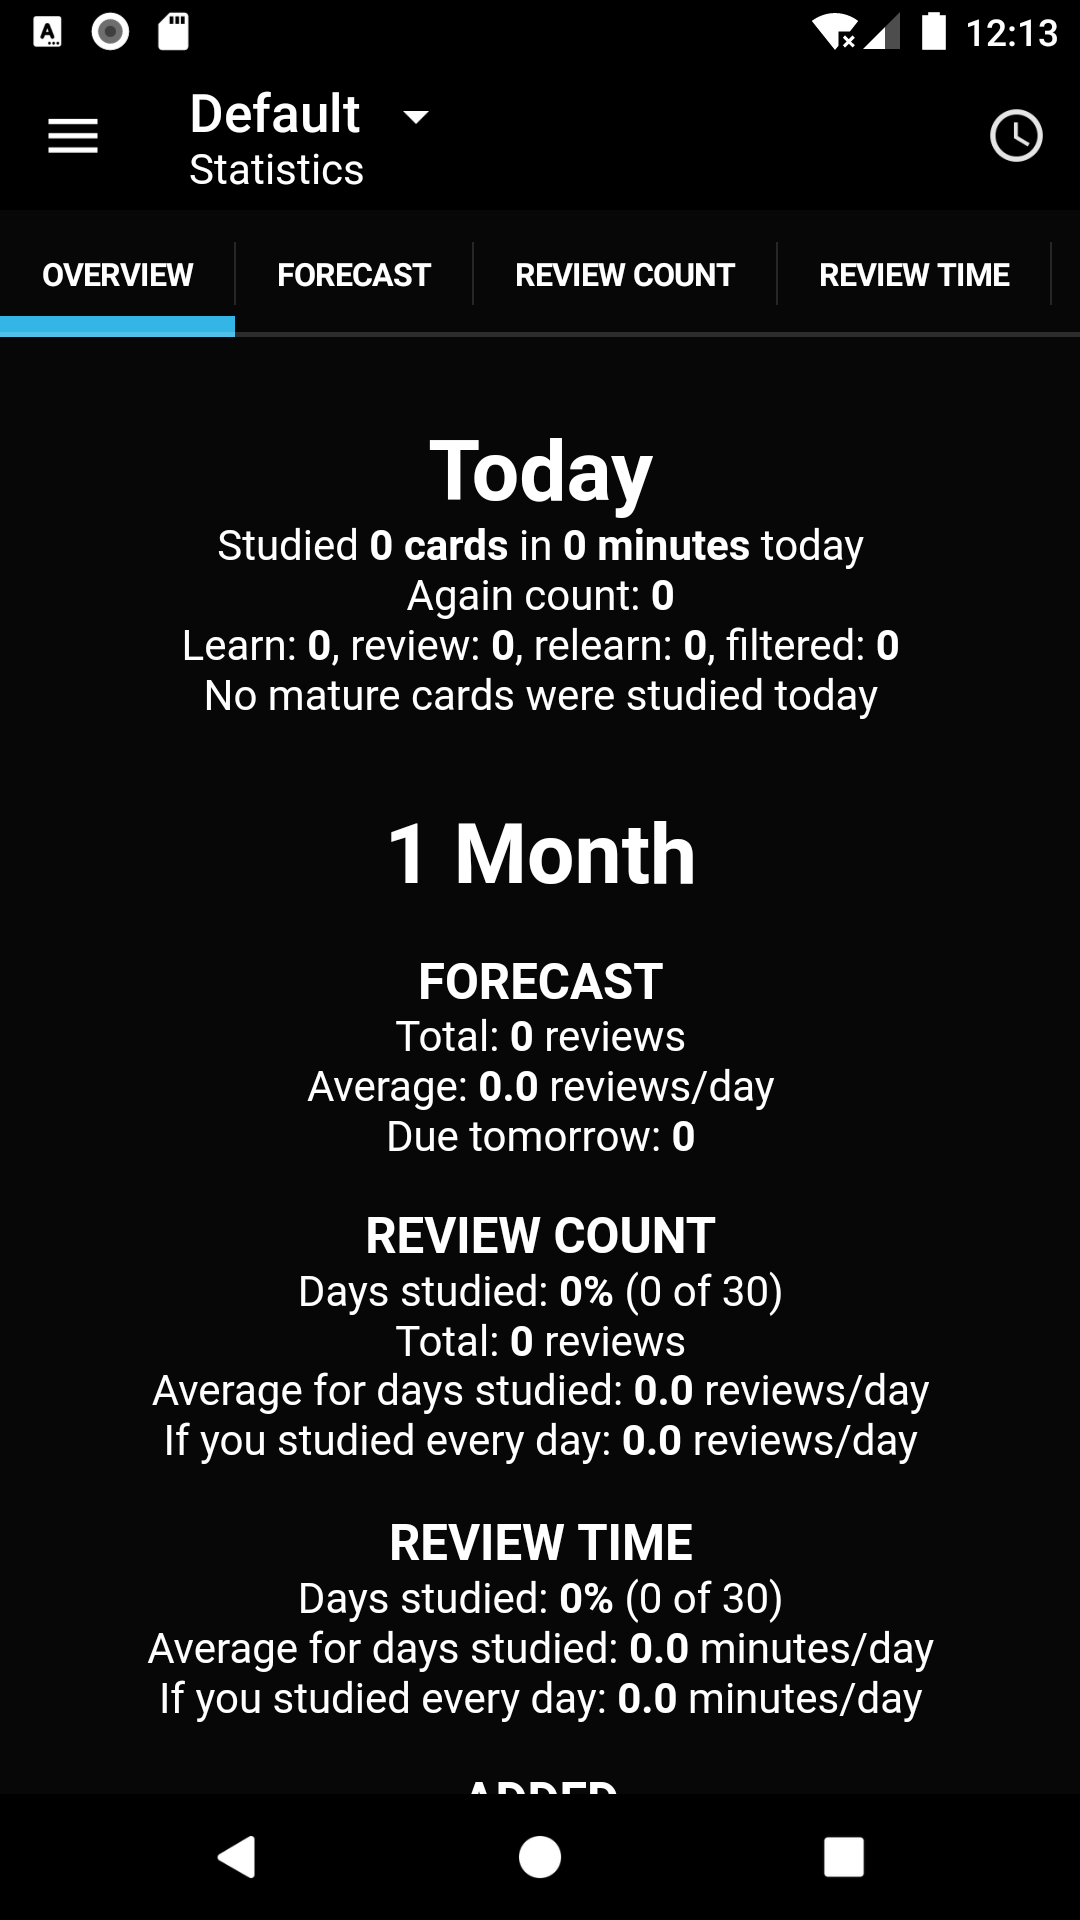 12:13
Default
Statistics
OVERVIEW FORECAST REVIEW COUNT REVIEW TIME
Today
Studied 0 cards in 0 minutes today
Again count: 0
Learn: 0, review: 0, relearn: 0, filtered: 0
No mature cards were studied today
1 Month
FORECAST
Total: 0 reviews
Average: 0.0 reviews/day
Due tomorrow: 0
REVIEW COUNT
Days studied: 0% (0 of 30)
Total: 0 reviews
Average for days studied: 0.0 reviews/day
If you studied every day: 0.0 reviews/day
REVIEW TIME
Days studied: 0% (0 of 30)
Average for days studied: 0.0 minutes/day
If you studied every day: 0.0 minutes/day
ADDED